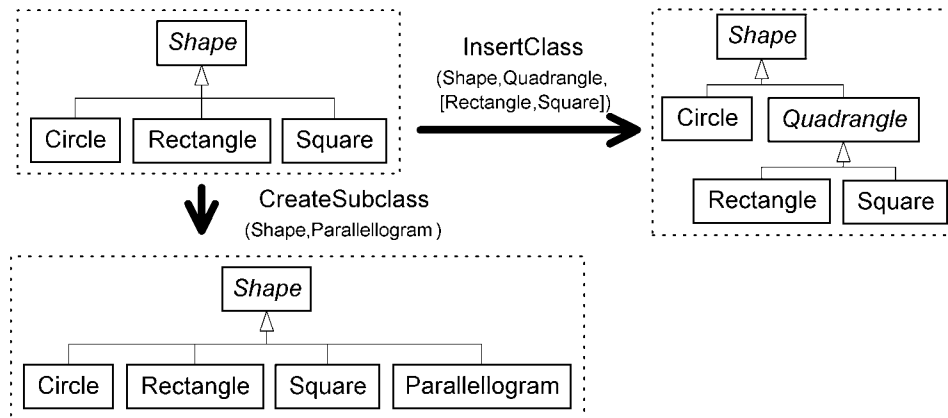 Shape
Circle
Rectangle
Square
InsertClass
(Shape,Quadrangle,
[Rectangle,Square])
Shape
Circle
Quadrangle
Rectangle
Square
CreateSubclass
(Shape,Parallellogram)
Shape
Circle
Rectangle
Square
Parallellogram